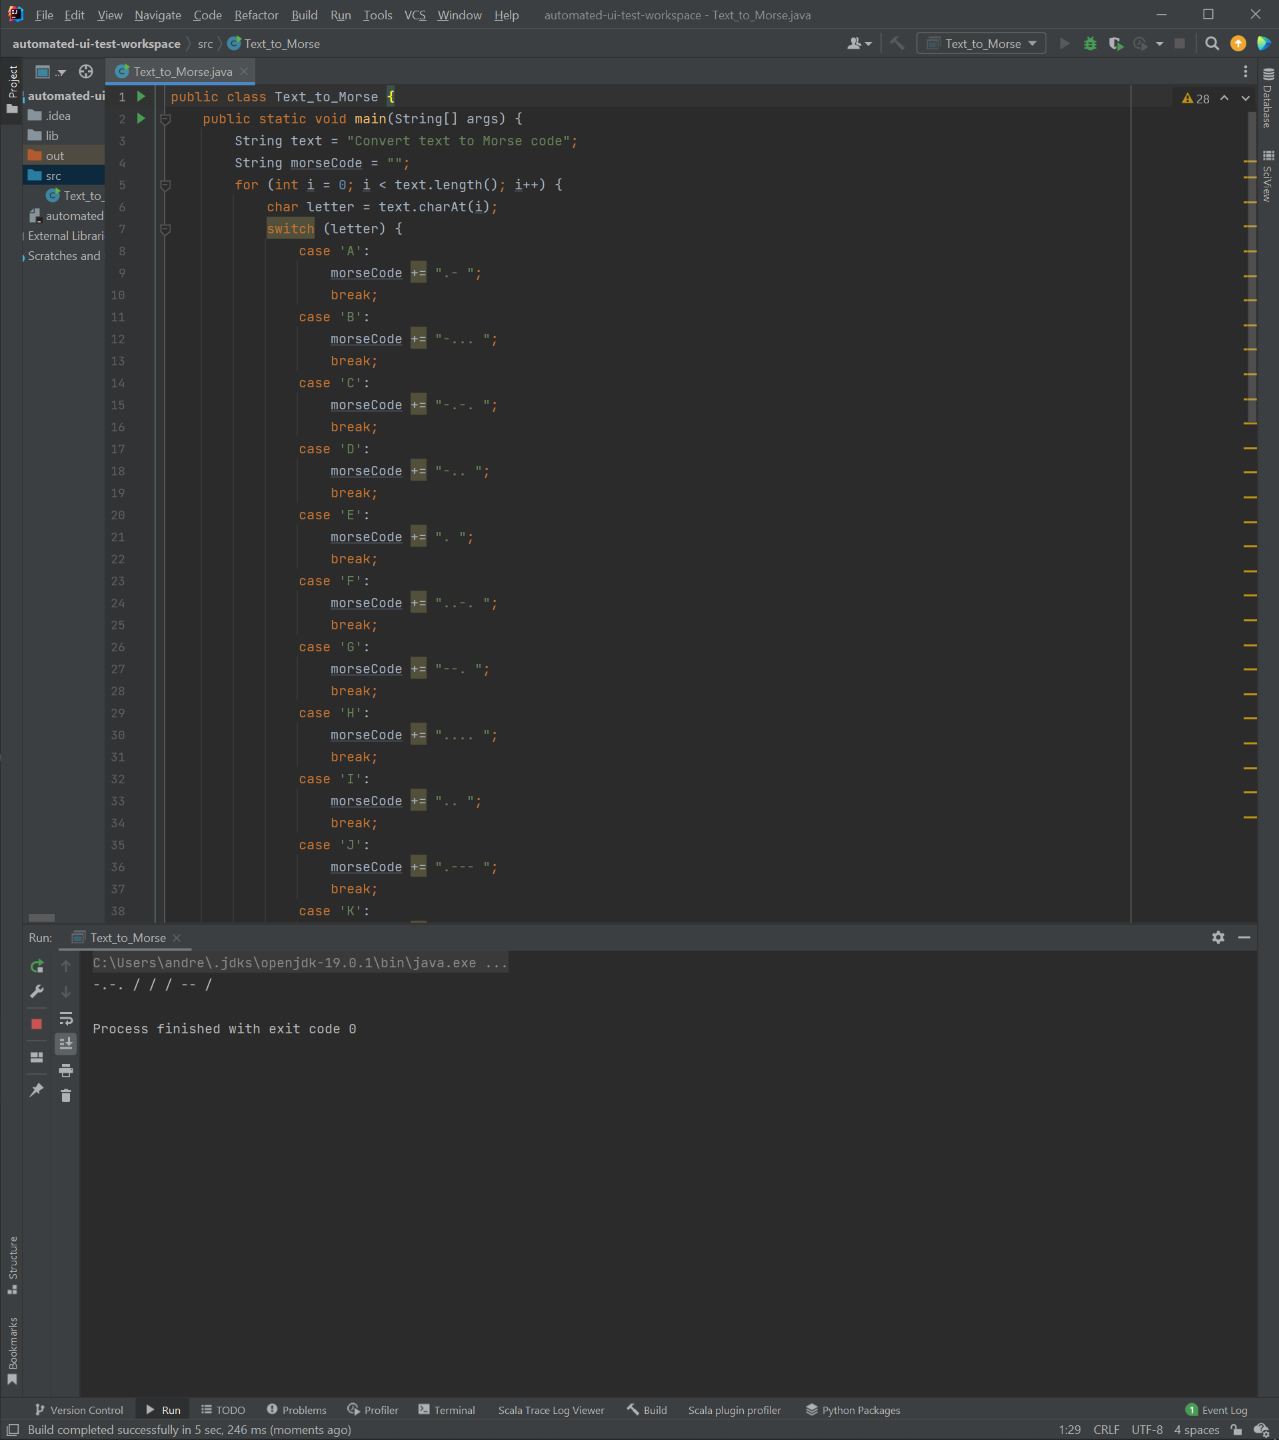 File Edit View Navigate Code Refactor Build Run Tools VCS Window Help automated-ui-test-workspace - Text_to_Morse.java
automated-ui-test-workspace src Text_to_Morse Text_to_Morse
Project
automated-ui
.idea
lib
out
src
Text_to_
automated
External Librari
Scratches and
Text_to_Morse.java
28
1 public class Text_to_Morse {
2 public static void main(String[] args) {
3 String text = "Convert text to Morse code";
4 String morseCode = "";
5 for (int i = 0; i < text.length(); i++) {
6 char letter = text.charAt(i);
7 switch (letter) {
8 case 'A':
9 morseCode += ".- ";
10 break;
11 case 'B':
12 morseCode += "-... ";
13 break;
14 case 'C':
15 morseCode += "-.-. ";
16 break;
17 case 'D':
18 morseCode += "-.. ";
19 break;
20 case 'E':
21 morseCode += ". ";
22 break;
23 case 'F':
24 morseCode += "..-. ";
25 break;
26 case 'G':
27 morseCode += "--. ";
28 break;
29 case 'H':
30 morseCode += ".... ";
31 break;
32 case 'I':
33 morseCode += ".. ";
34 break;
35 case 'J':
36 morseCode += ".--- ";
37 break;
38 case 'K':
Database
SciView
Run: Text_to_Morse
C:\Users\andre\.jdks\openjdk-19.0.1\bin\java.exe ...
-.-. / / / -- /
Process finished with exit code 0
Structure
Bookmarks
Version Control Run TODO Problems Profiler Terminal Scala Trace Log Viewer Build Scala plugin profiler Python Packages 1 Event Log
Build completed successfully in 5 sec, 246 ms (moments ago) 1:29 CRLF UTF-8 4 spaces